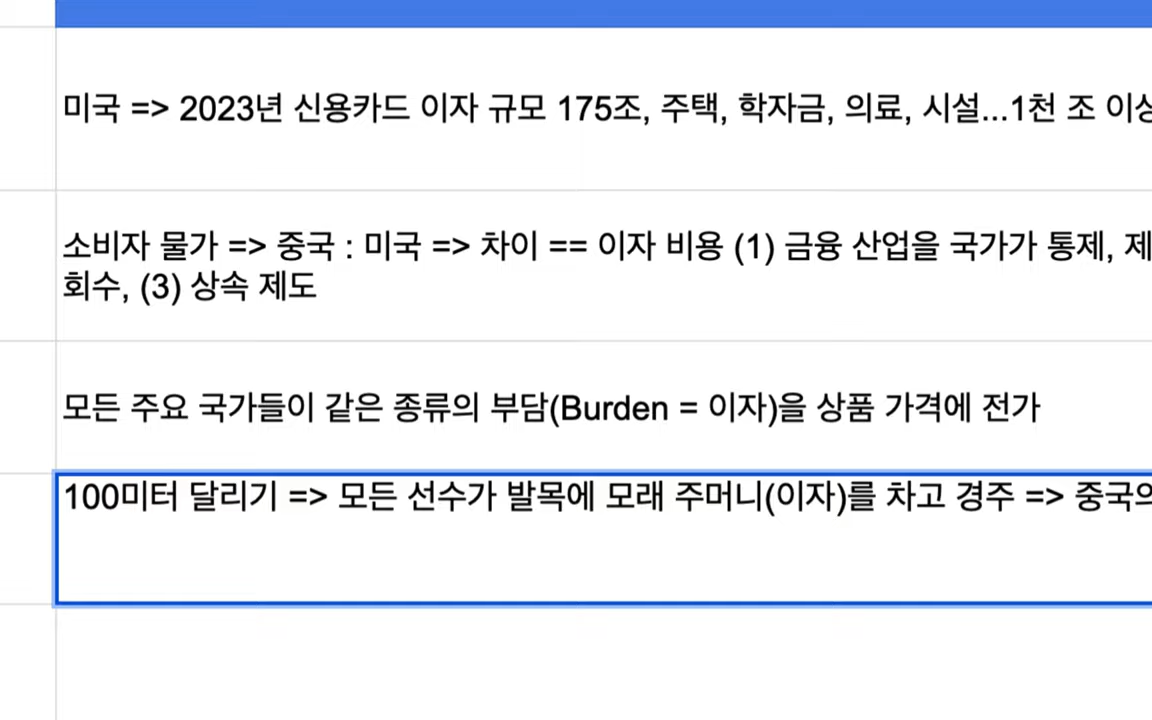 미국 => 2023년 신용카드 이자 규모 175조, 주택, 학자금, 의료, 시설...1천 조 이상
소비자 물가 => 중국 : 미국 => 차이 == 이자 비용 (1) 금융 산업을 국가가 통제, 제
회수, (3) 상속 제도
모든 주요 국가들이 같은 종류의 부담(Burden = 이자)을 상품 가격에 전가
100미터 달리기 => 모든 선수가 발목에 모래 주머니(이자)를 차고 경주 => 중국의